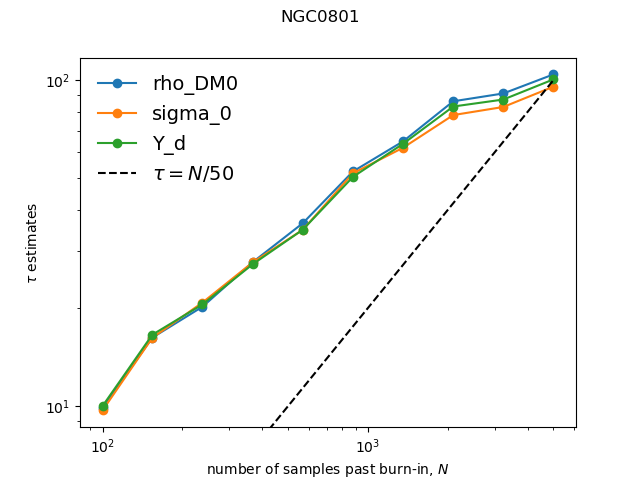 NGC0801
rho_DM0
sigma_0
Y_d
τ = N/50
10²
10¹
τ estimates
10²
10³
number of samples past burn-in, N